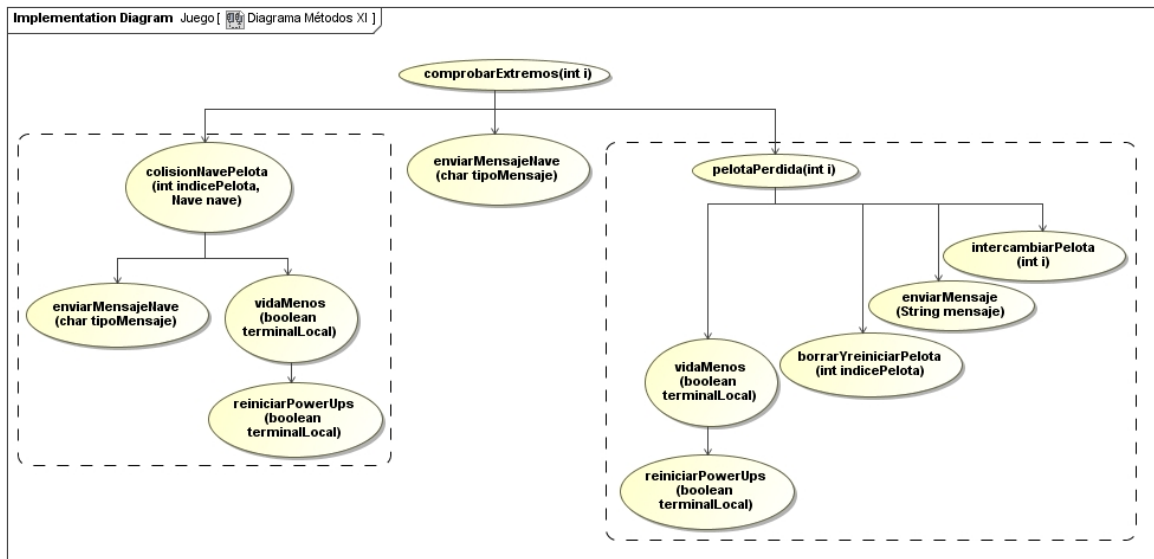 Implementation Diagram Juego [ Diagrama Métodos XI ]
comprobarExtremos(int i)
colisionNavePelota
(int indicePelota,
Nave nave)
enviarMensajeNave
(char tipoMensaje)
pelotaPerdida(int i)
enviarMensajeNave
(char tipoMensaje)
vidaMenos
(boolean
terminalLocal)
reiniciarPowerUps
(boolean
terminalLocal)
intercambiarPelota
(int i)
enviarMensaje
(String mensaje)
borrarYreiniciarPelota
(int indicePelota)
vidaMenos
(boolean
terminalLocal)
reiniciarPowerUps
(boolean
terminalLocal)